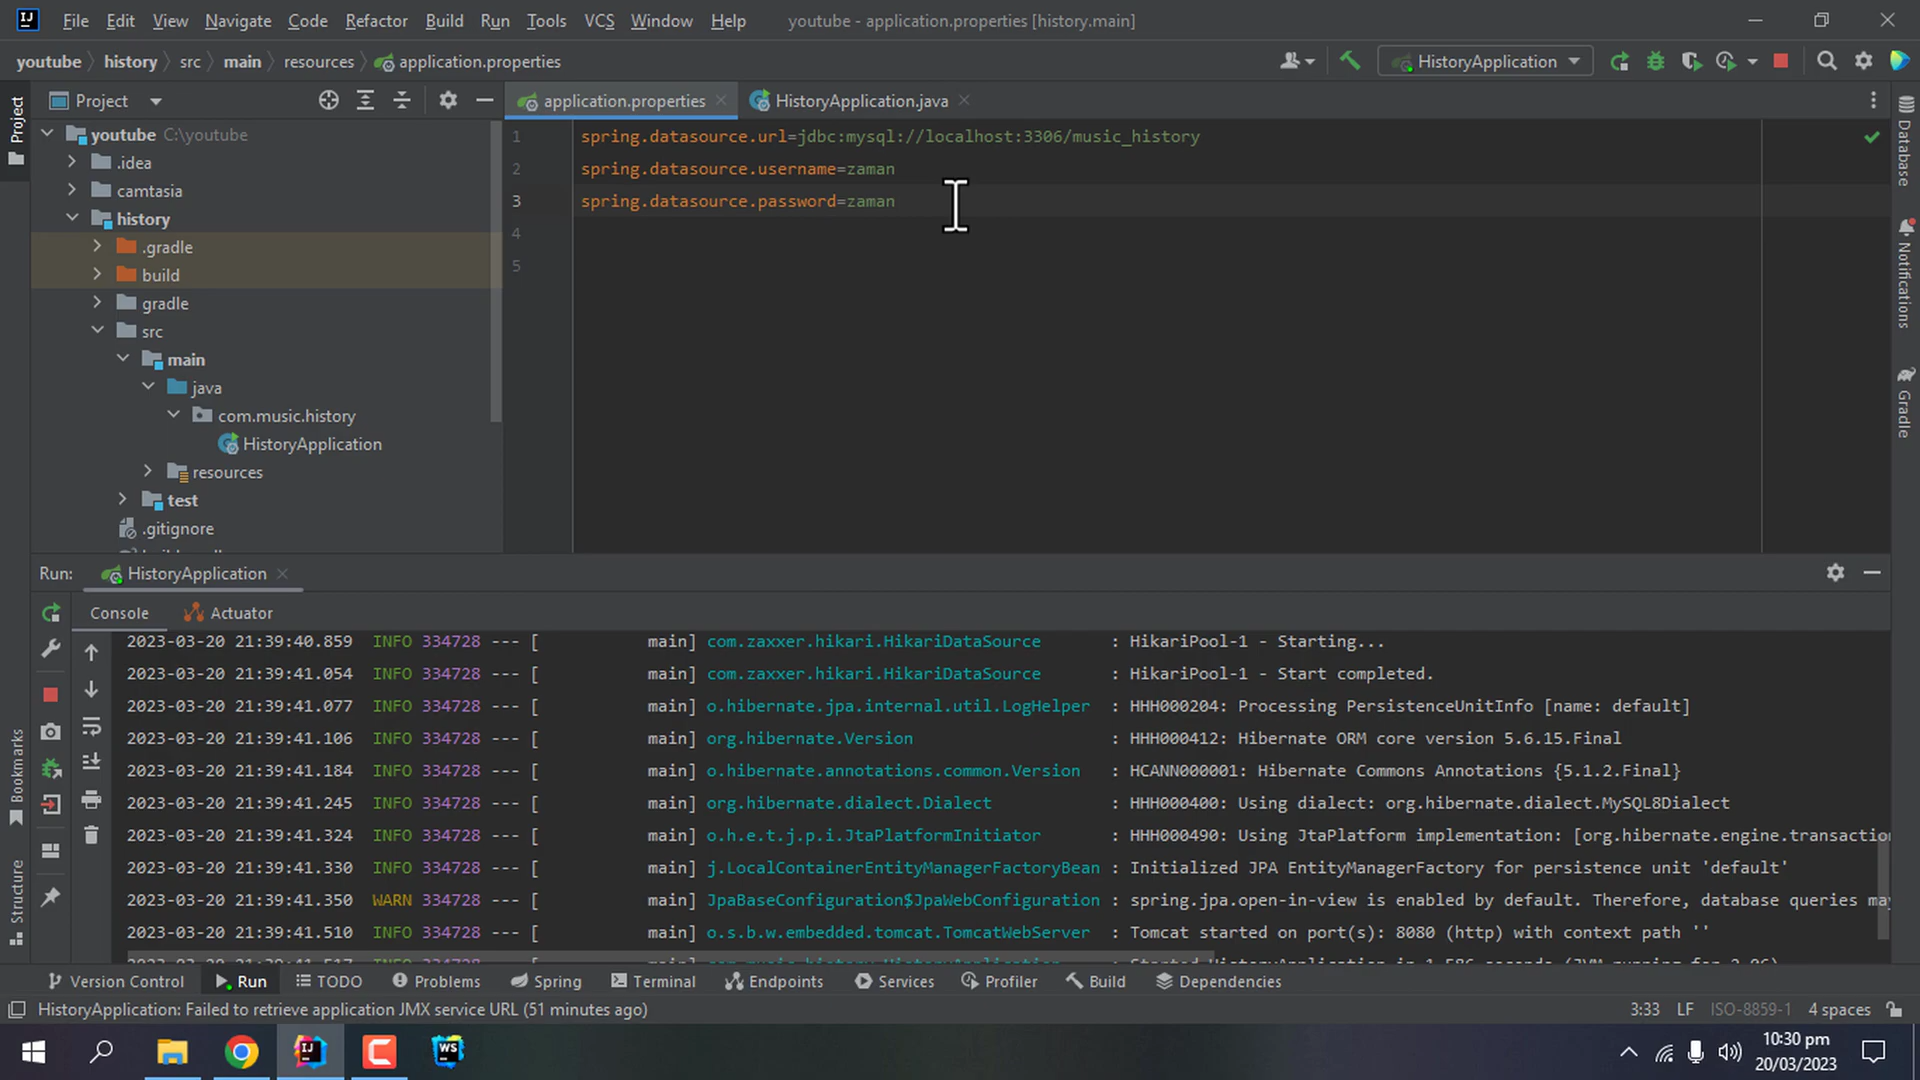 IJ File Edit View Navigate Code Refactor Build Run Tools VCS Window Help youtube - application.properties [history.main]
youtube history src main resources application.properties HistoryApplication
Project
Project
application.properties
HistoryApplication.java
youtube C:\youtube
.idea
camtasia
history
.gradle
build
gradle
src
main
java
com.music.history
HistoryApplication
resources
test
.gitignore
1 spring.datasource.url=jdbc:mysql://localhost:3306/music_history
2 spring.datasource.username=zaman
3 spring.datasource.password=zaman
4
5
Database
Notifications
Gradle
Run: HistoryApplication
Console Actuator
2023-03-20 21:39:40.859 INFO 334728 --- [ main] com.zaxxer.hikari.HikariDataSource : HikariPool-1 - Starting...
2023-03-20 21:39:41.054 INFO 334728 --- [ main] com.zaxxer.hikari.HikariDataSource : HikariPool-1 - Start completed.
2023-03-20 21:39:41.077 INFO 334728 --- [ main] o.hibernate.jpa.internal.util.LogHelper : HHH000204: Processing PersistenceUnitInfo [name: default]
2023-03-20 21:39:41.106 INFO 334728 --- [ main] org.hibernate.Version : HHH000412: Hibernate ORM core version 5.6.15.Final
2023-03-20 21:39:41.184 INFO 334728 --- [ main] o.hibernate.annotations.common.Version : HCANN000001: Hibernate Commons Annotations {5.1.2.Final}
2023-03-20 21:39:41.245 INFO 334728 --- [ main] org.hibernate.dialect.Dialect : HHH000400: Using dialect: org.hibernate.dialect.MySQL8Dialect
2023-03-20 21:39:41.324 INFO 334728 --- [ main] o.h.e.t.j.p.i.JtaPlatformInitiator : HHH000490: Using JtaPlatform implementation: [org.hibernate.engine.transactio
2023-03-20 21:39:41.330 INFO 334728 --- [ main] j.LocalContainerEntityManagerFactoryBean : Initialized JPA EntityManagerFactory for persistence unit 'default'
2023-03-20 21:39:41.350 WARN 334728 --- [ main] JpaBaseConfiguration$JpaWebConfiguration : spring.jpa.open-in-view is enabled by default. Therefore, database queries ma
2023-03-20 21:39:41.510 INFO 334728 --- [ main] o.s.b.w.embedded.tomcat.TomcatWebServer : Tomcat started on port(s): 8080 (http) with context path ''
Bookmarks
Structure
Version Control Run TODO Problems Spring Terminal Endpoints Services Profiler Build Dependencies
HistoryApplication: Failed to retrieve application JMX service URL (51 minutes ago) 3:33 LF ISO-8859-1 4 spaces
IJ C WS
10:30 pm
20/03/2023